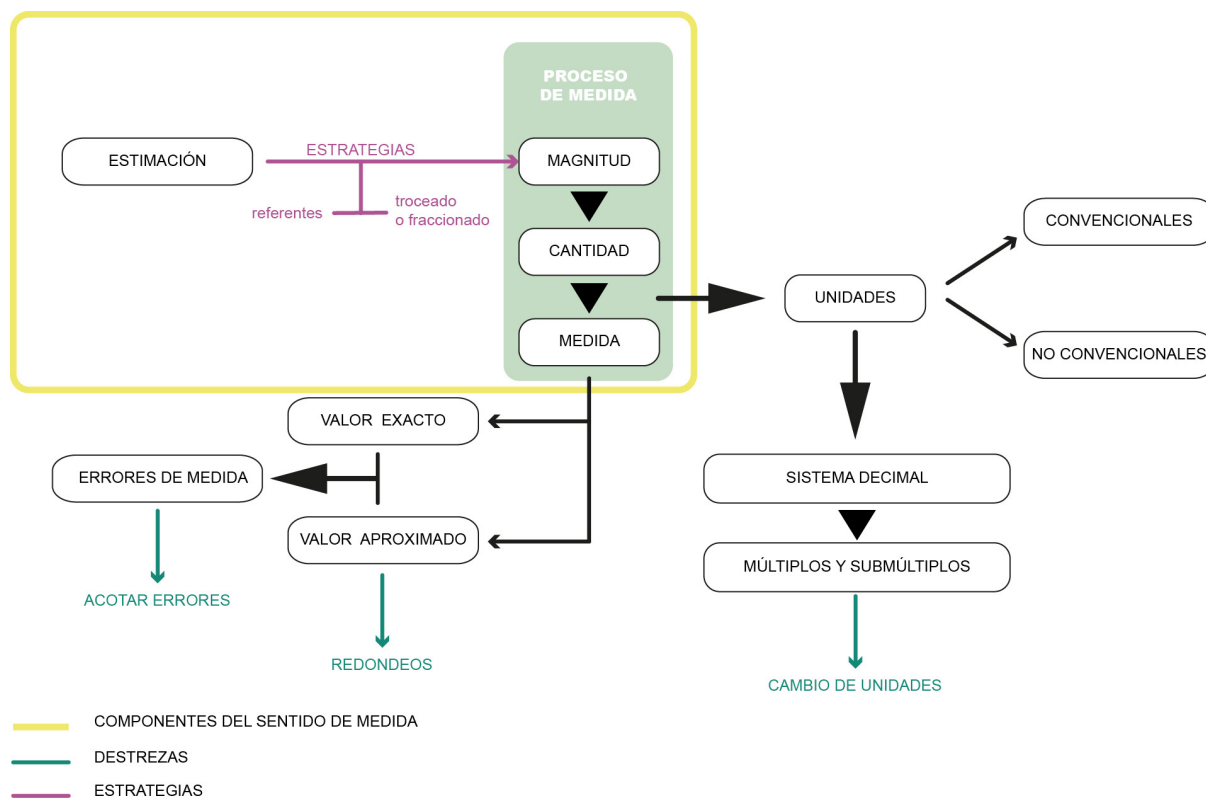 PROCESO
DE MEDIDA
ESTIMACIÓN
ESTRATEGIAS
MAGNITUD
referentes
troceado
o fraccionado
CANTIDAD
MEDIDA
UNIDADES
CONVENCIONALES
NO CONVENCIONALES
VALOR EXACTO
ERRORES DE MEDIDA
VALOR APROXIMADO
ACOTAR ERRORES
REDONDEOS
SISTEMA DECIMAL
MÚLTIPLOS Y SUBMÚLTIPLOS
CAMBIO DE UNIDADES
COMPONENTES DEL SENTIDO DE MEDIDA
DESTREZAS
ESTRATEGIAS